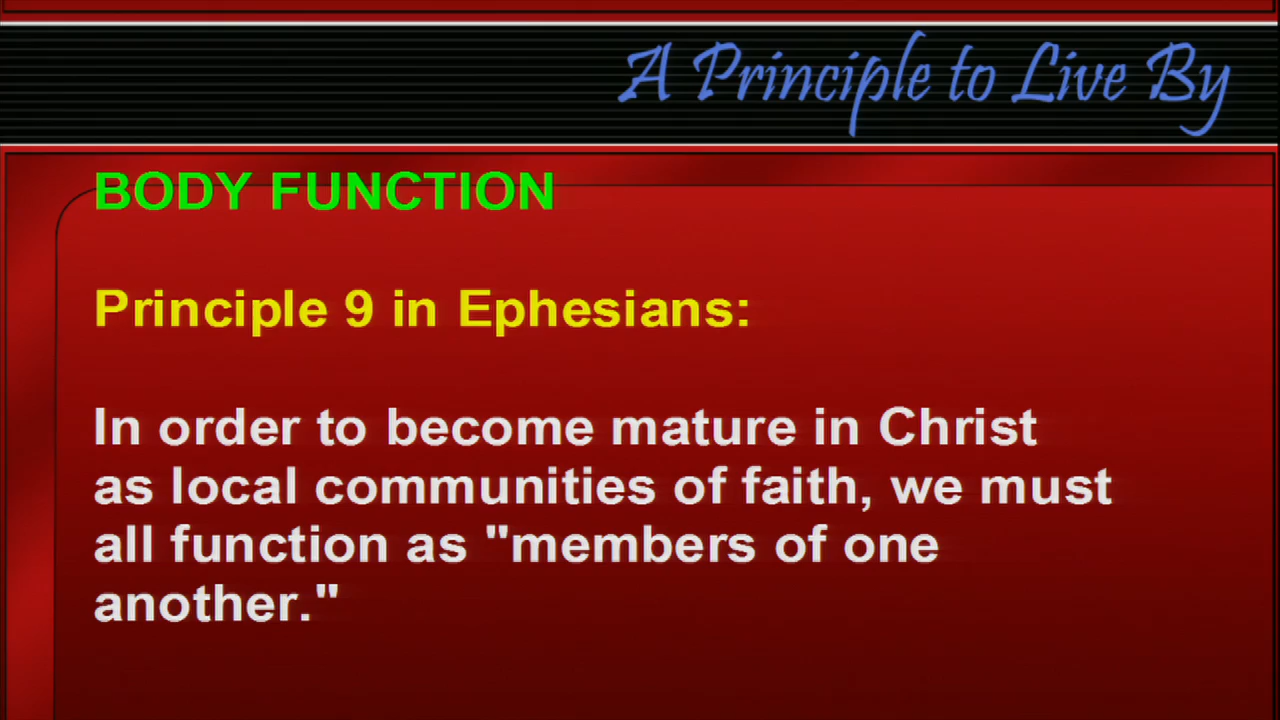 A Principle to Live By
BODY FUNCTION
Principle 9 in Ephesians:
In order to become mature in Christ
as local communities of faith, we must
all function as "members of one
another."